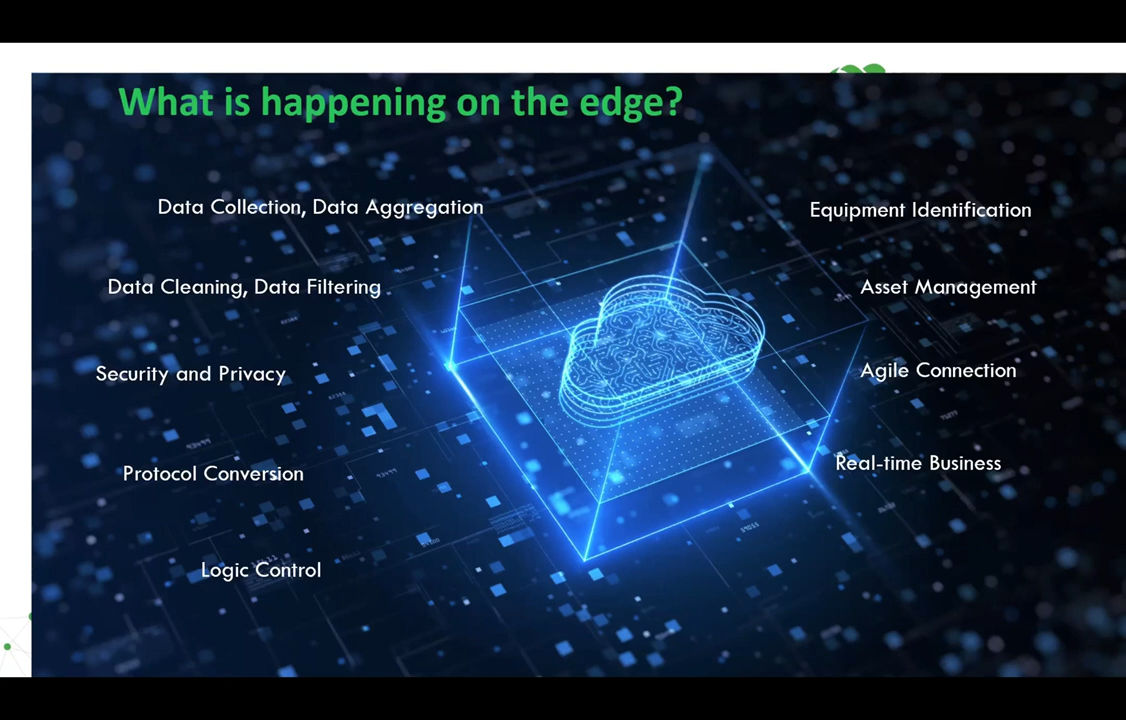 What is happening on the edge?
Data Collection, Data Aggregation
Data Cleaning, Data Filtering
Security and Privacy
Protocol Conversion
Logic Control
Equipment Identification
Asset Management
Agile Connection
Real-time Business